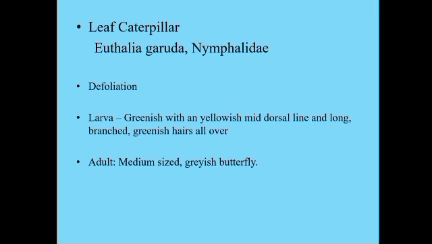 • Leaf Caterpillar
Euthalia garuda, Nymphalidae
• Defoliation
• Larva – Greenish with an yellowish mid dorsal line and long,
branched, greenish hairs all over
• Adult: Medium sized, greyish butterfly.